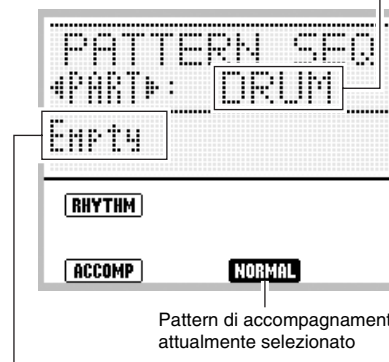 PATTERN SEQ
◄PART►: DRUM
Empty
RHYTHM
ACCOMP NORMAL
Pattern di accompagnament
attualmente selezionato